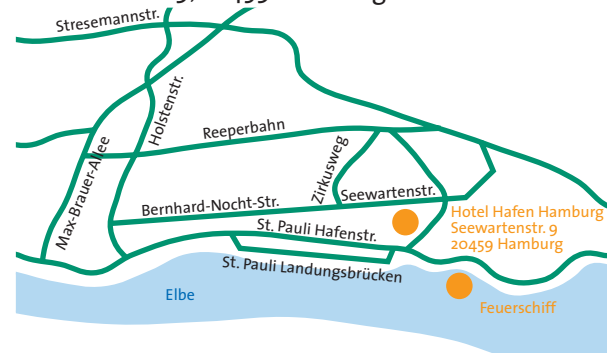 Stresemannstr.
Holstenstr.
Reeperbahn
Max-Brauer-Allee
Zirkusweg
Seewartenstr.
Bernhard-Nocht-Str.
Hotel Hafen Hamburg
Seewartenstr. 9
20459 Hamburg
St. Pauli Hafenstr.
St. Pauli Landungsbrücken
Elbe
Feuerschiff